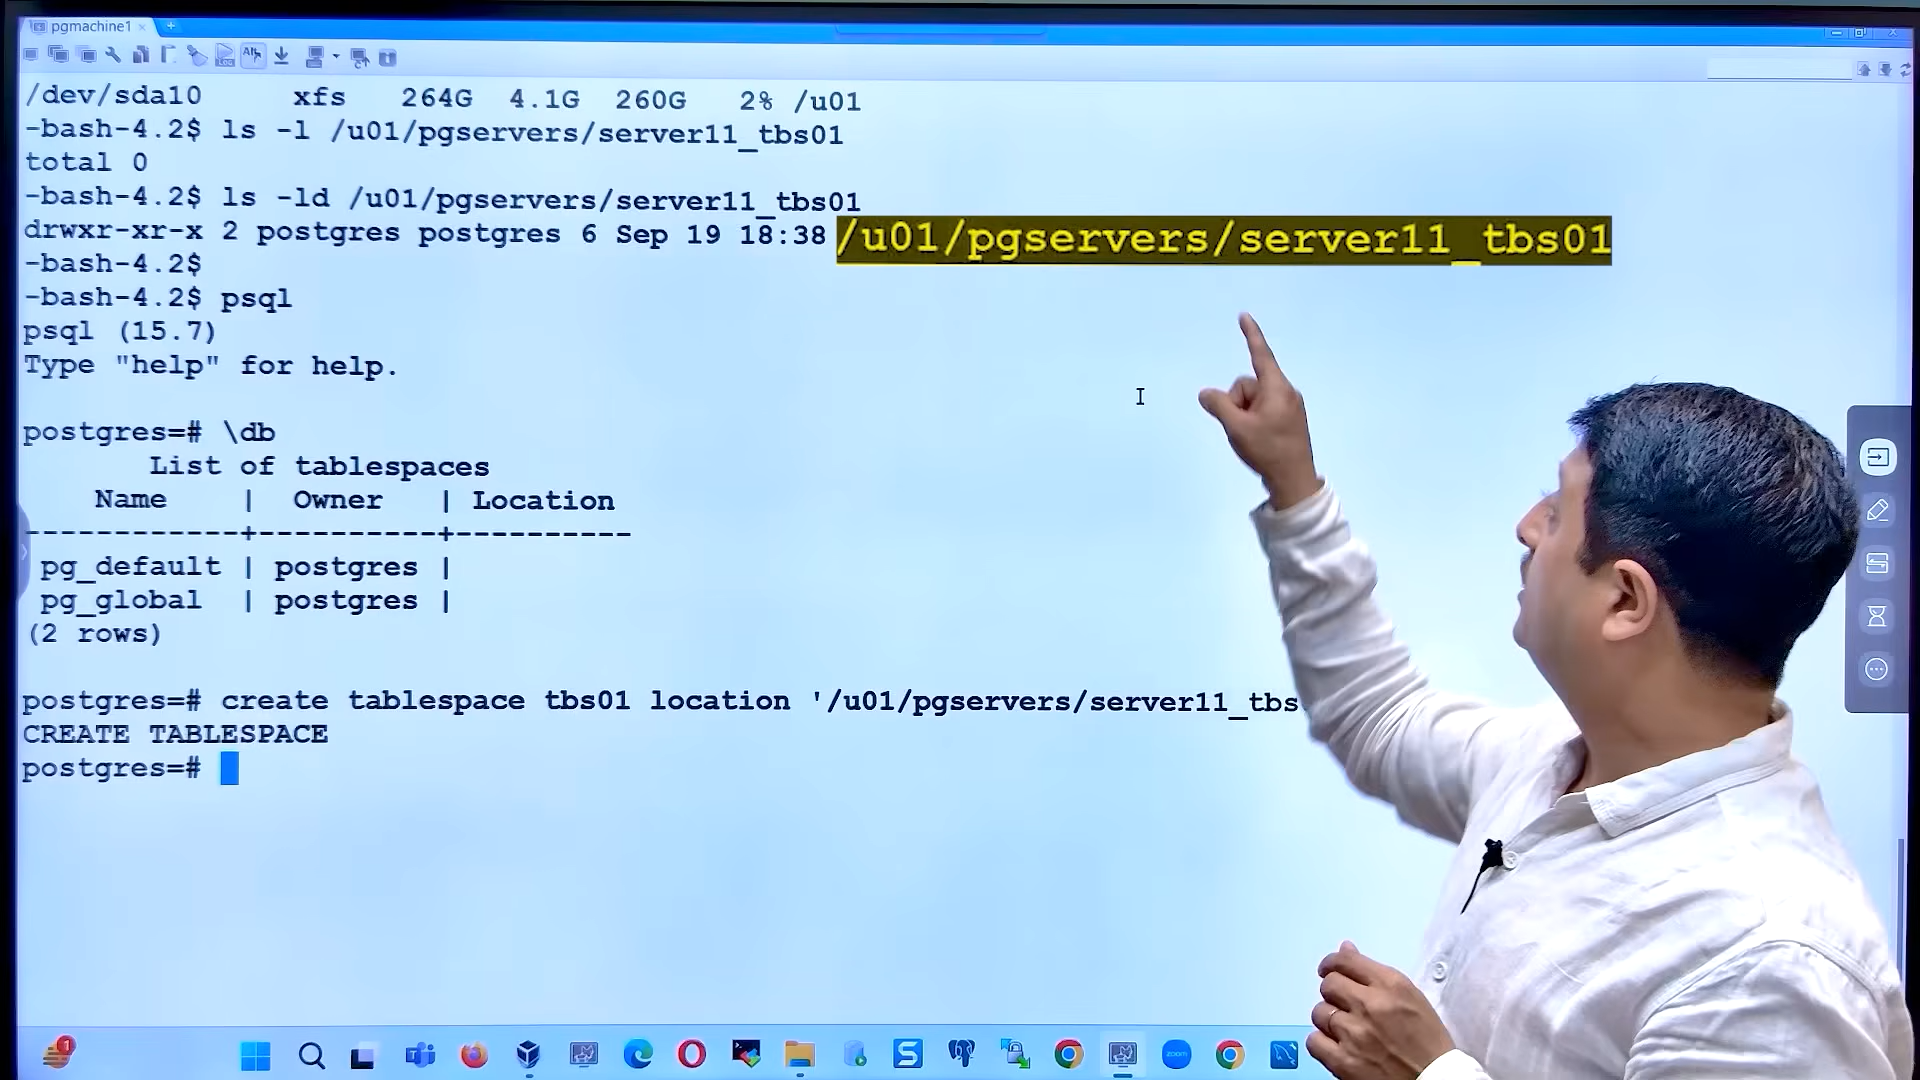 pgmachine1
/dev/sda10 xfs 264G 4.1G 260G 2% /u01
-bash-4.2$ ls -l /u01/pgservers/server11_tbs01
total 0
-bash-4.2$ ls -ld /u01/pgservers/server11_tbs01
drwxr-xr-x 2 postgres postgres 6 Sep 19 18:38 /u01/pgservers/server11_tbs01
-bash-4.2$
-bash-4.2$ psql
psql (15.7)
Type "help" for help.
postgres=# \db
List of tablespaces
Name | Owner | Location
------------+----------+----------
pg_default | postgres |
pg_global | postgres |
(2 rows)
postgres=# create tablespace tbs01 location '/u01/pgservers/server11_tbs
CREATE TABLESPACE
postgres=#
1
zoom